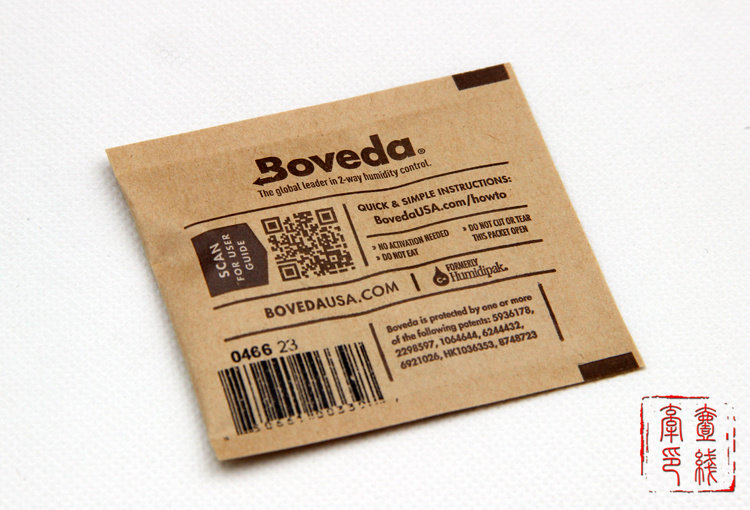 Boveda®
The global leader in 2-way humidity control.
SCAN
FOR USER
GUIDE
QUICK & SIMPLE INSTRUCTIONS:
BovedaUSA.com/howto
» NO ACTIVATION NEEDED
» DO NOT EAT
» DO NOT CUT OR TEAR
THIS PACKET OPEN
BOVEDAUSA.COM
FORMERLY
Humidipak.
0466 23
Boveda is protected by one or more
of the following patents: 5936178,
2298597, 1064644, 6244432,
6921026, HK1036353, 8748723